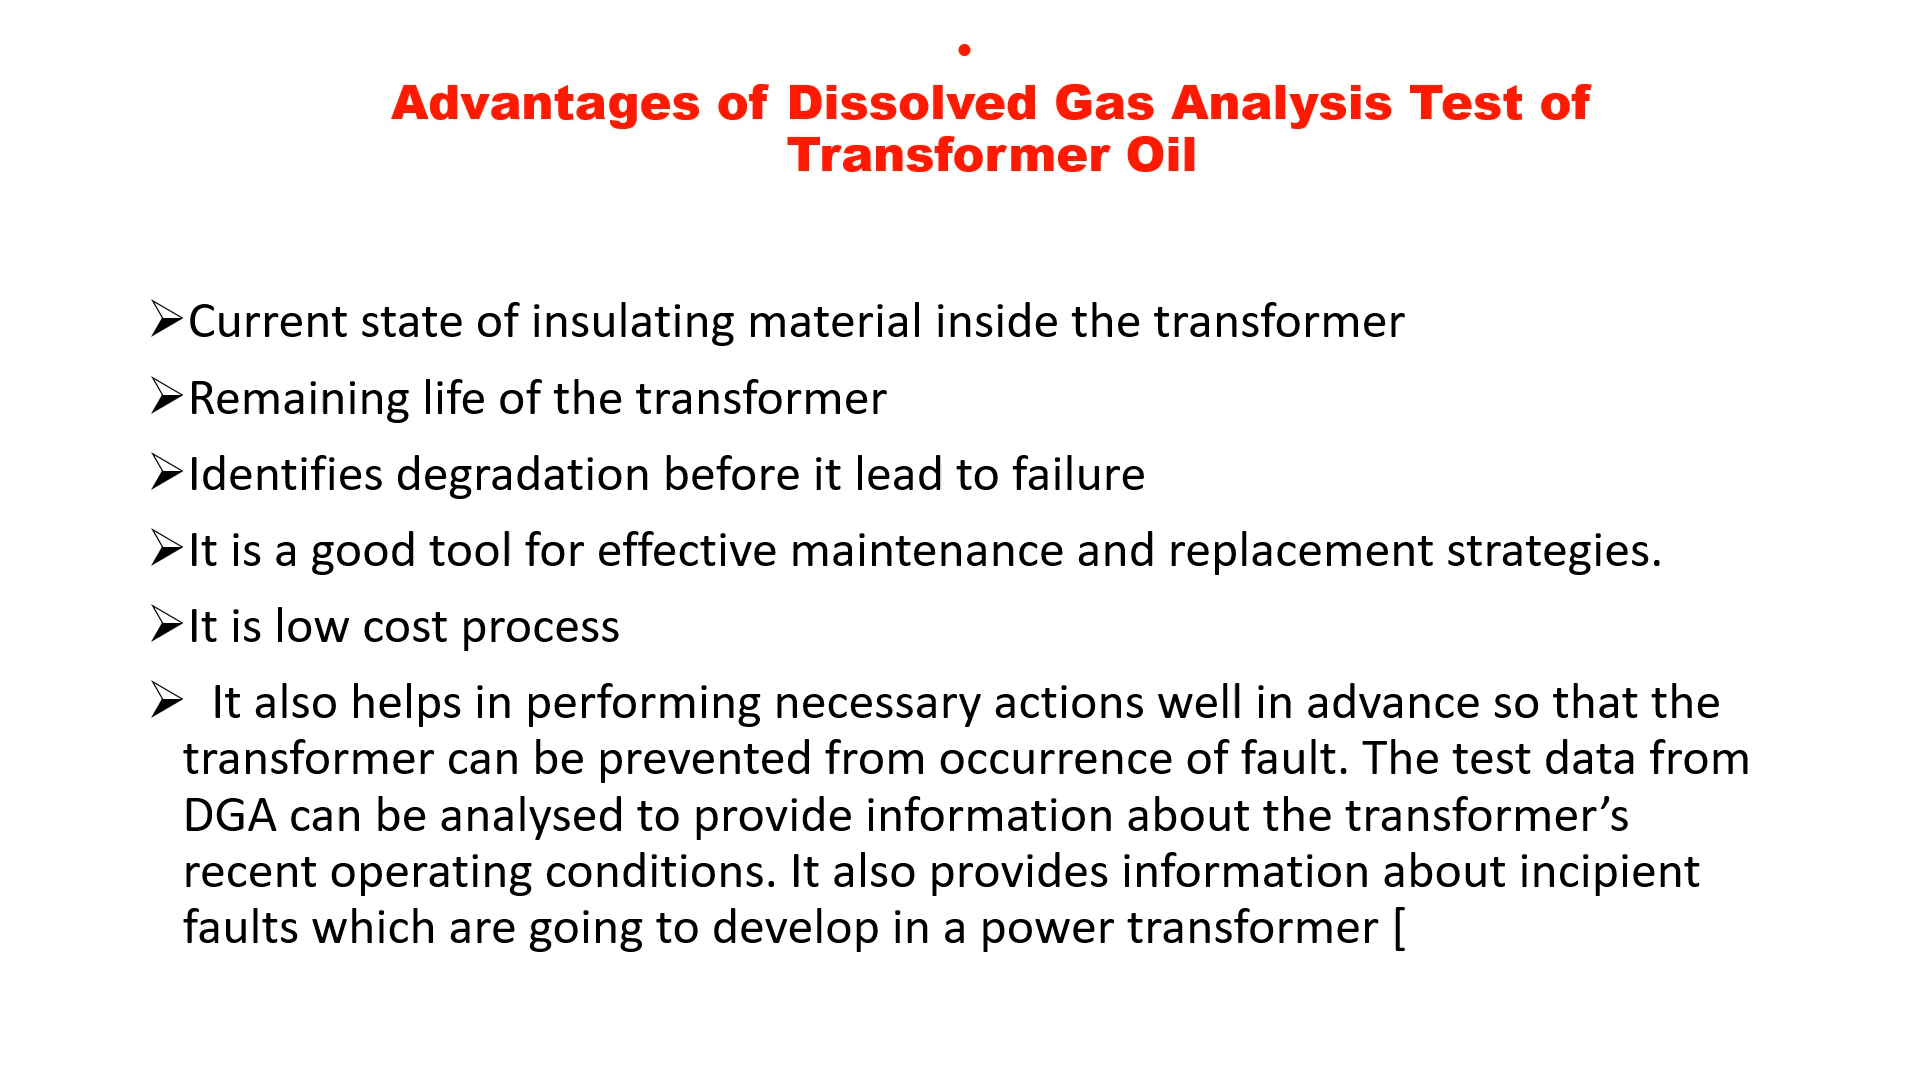 •
Advantages of Dissolved Gas Analysis Test of
Transformer Oil
➢Current state of insulating material inside the transformer
➢Remaining life of the transformer
➢Identifies degradation before it lead to failure
➢It is a good tool for effective maintenance and replacement strategies.
➢It is low cost process
➢ It also helps in performing necessary actions well in advance so that the
transformer can be prevented from occurrence of fault. The test data from
DGA can be analysed to provide information about the transformer’s
recent operating conditions. It also provides information about incipient
faults which are going to develop in a power transformer [